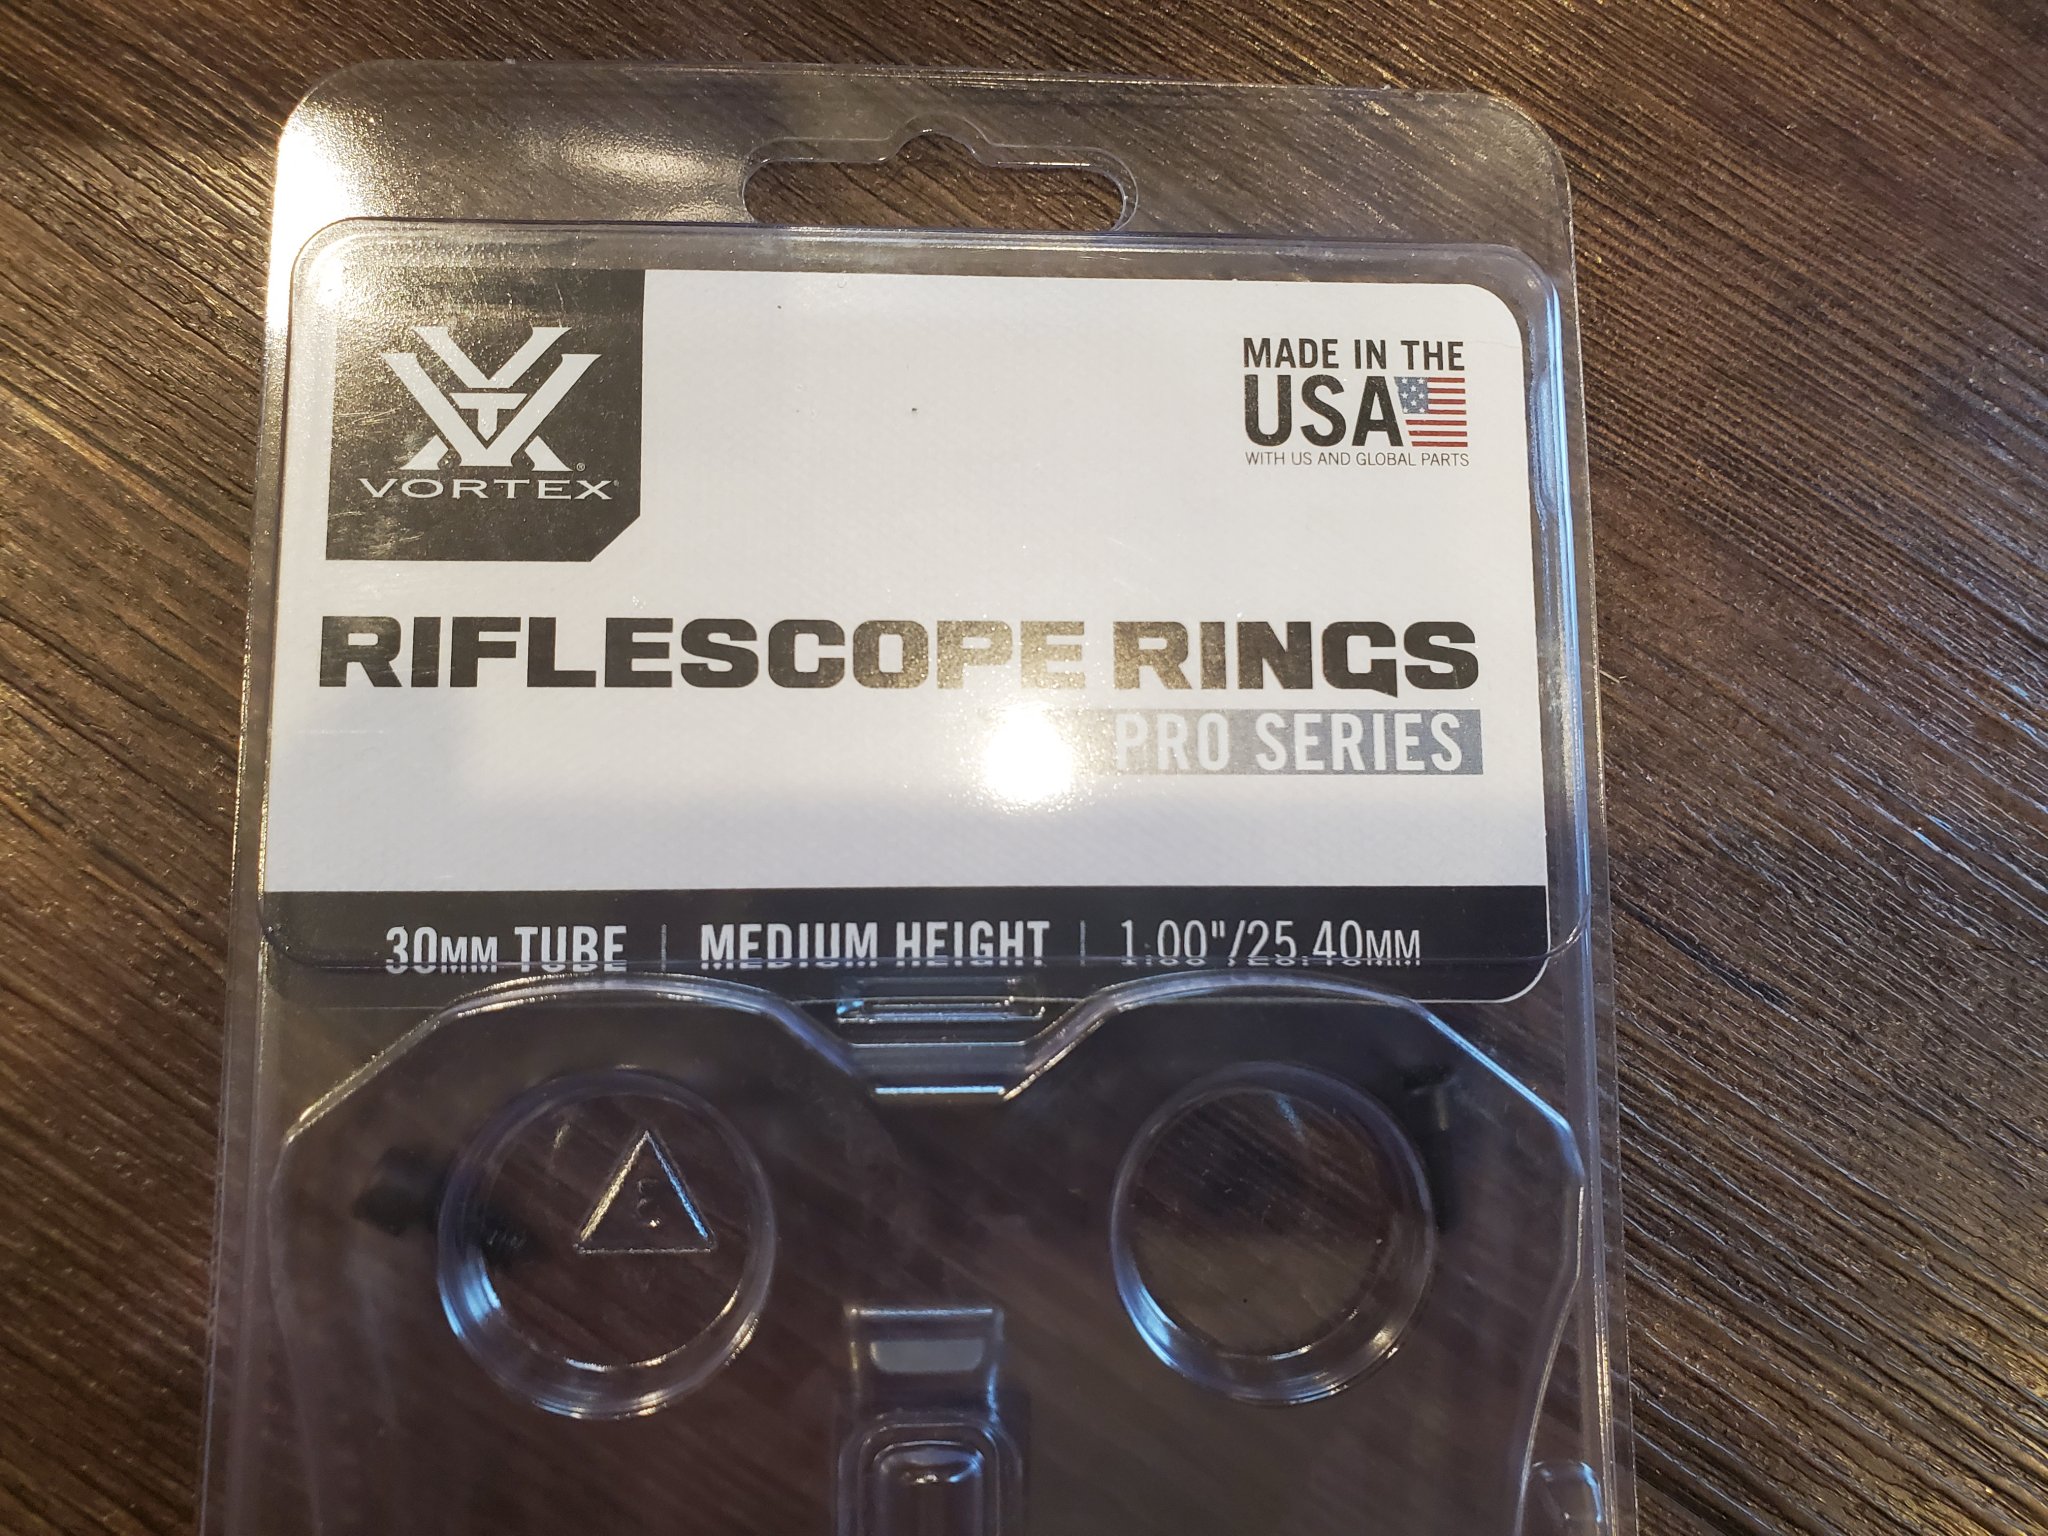 VORTEX
MADE IN THE
USA
WITH US AND GLOBAL PARTS
RIFLESCOPE RINGS
PRO SERIES
30MM TUBE | MEDIUM HEIGHT | 1.00"/25.40MM